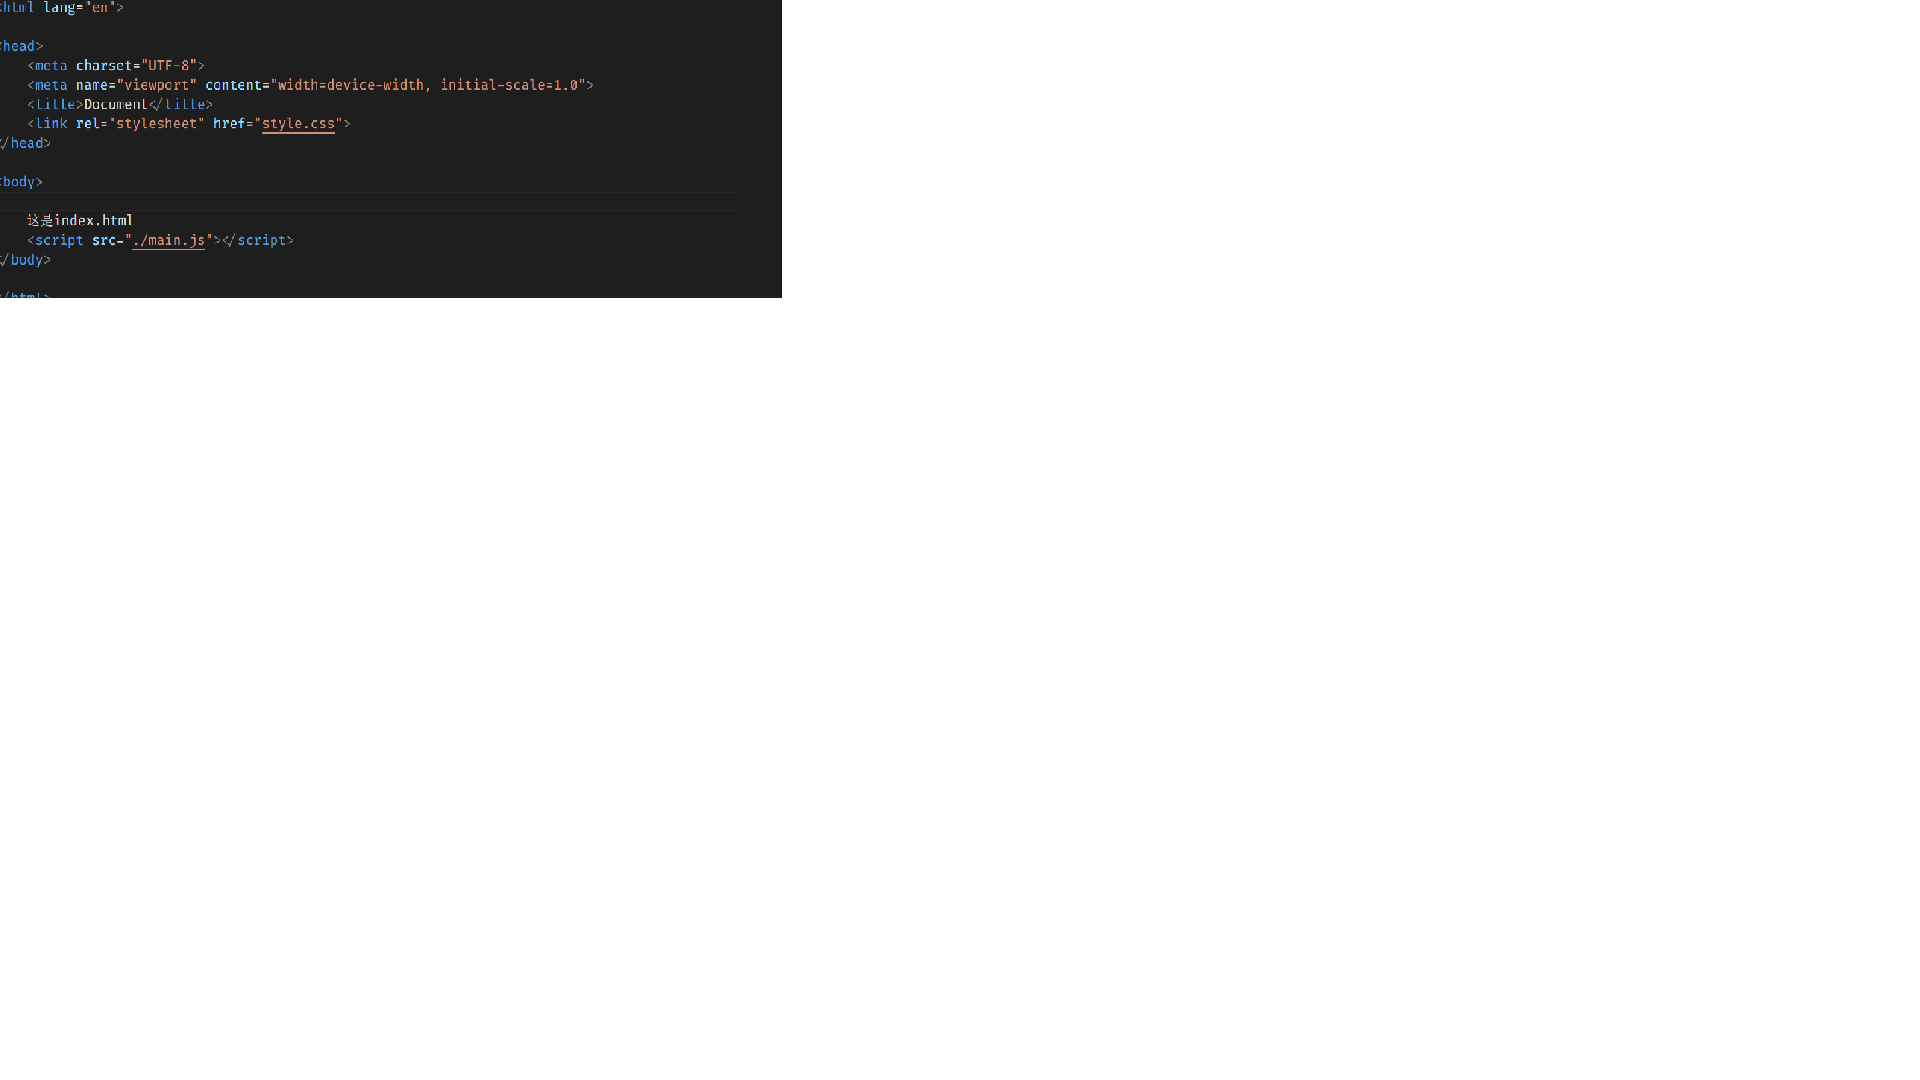 <html lang="en">
<head>
<meta charset="UTF-8">
<meta name="viewport" content="width=device-width, initial-scale=1.0">
<title>Document</title>
<link rel="stylesheet" href="style.css">
</head>
<body>
这是index.html
<script src="./main.js"></script>
</body>
</html>